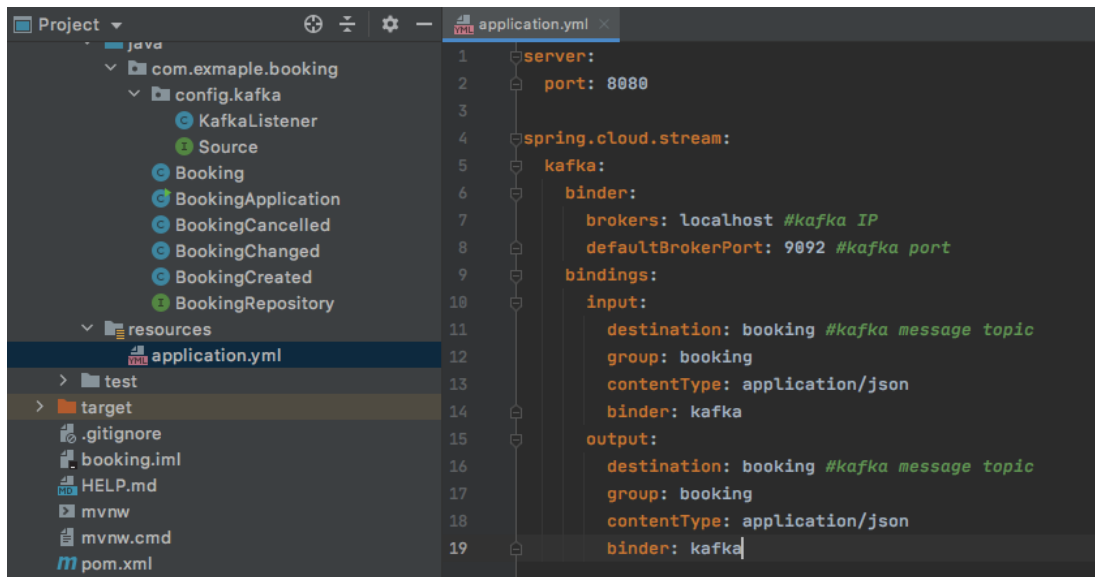 Project
java
com.exmaple.booking
config.kafka
KafkaListener
Source
Booking
BookingApplication
BookingCancelled
BookingChanged
BookingCreated
BookingRepository
resources
application.yml
test
target
.gitignore
booking.iml
HELP.md
mvnw
mvnw.cmd
pom.xml
application.yml
1 server:
2   port: 8080
3
4 spring.cloud.stream:
5   kafka:
6     binder:
7       brokers: localhost #kafka IP
8       defaultBrokerPort: 9092 #kafka port
9     bindings:
10       input:
11         destination: booking #kafka message topic
12         group: booking
13         contentType: application/json
14         binder: kafka
15       output:
16         destination: booking #kafka message topic
17         group: booking
18         contentType: application/json
19         binder: kafka